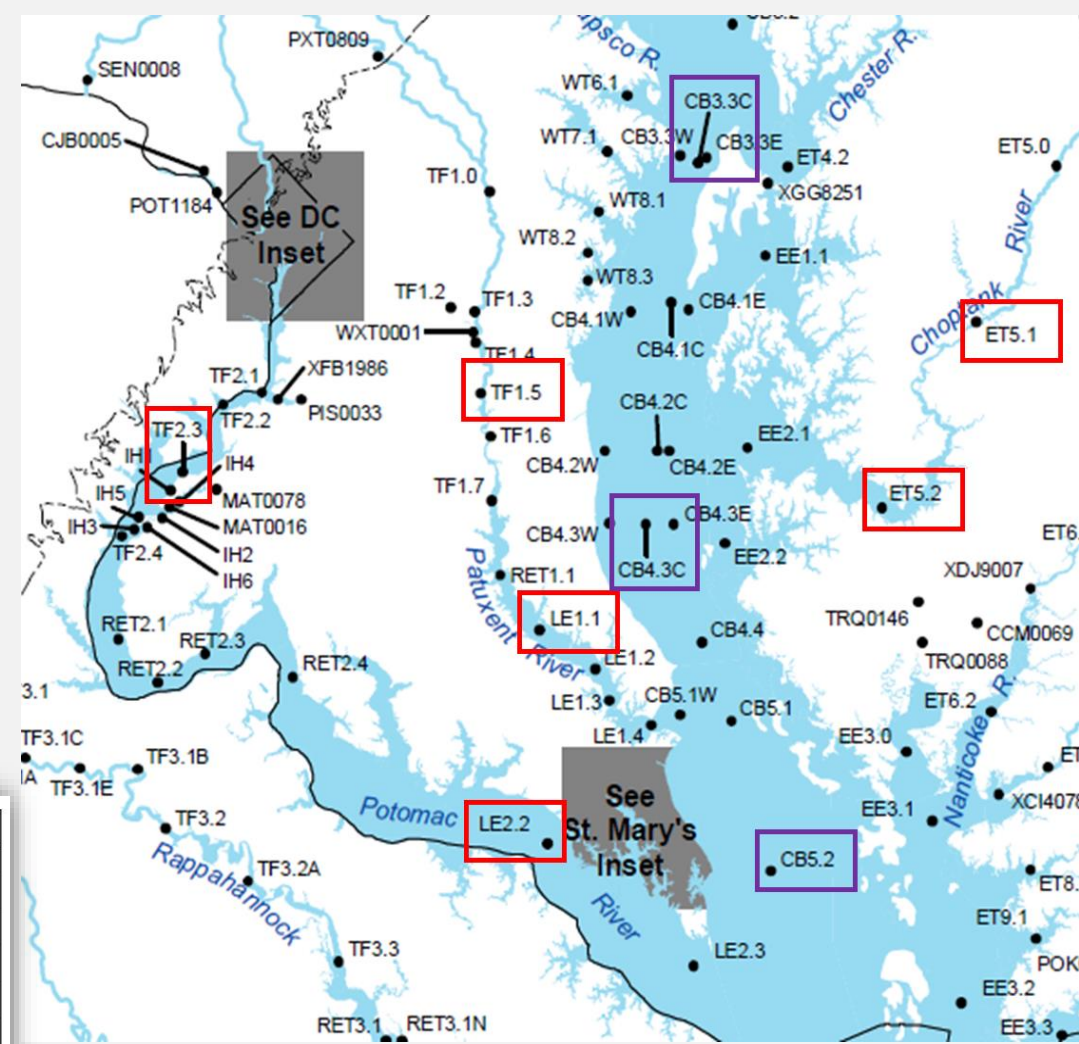 PXT0809
SEN0008
CJB0005
POT1184
See DC
Inset
TF1.0
TF1.2
TF1.3
WXT0001
TF1.4
TF1.5
TF1.6
TF1.7
RET1.1
Patuxent River
LE1.1
LE1.2
LE1.3
LE1.4
WT6.1
WT7.1
WT8.1
WT8.2
WT8.3
CB3.3C
CB3.3W
CB3.3E
Chester R.
ET4.2
XGG8251
EE1.1
CB4.1W
CB4.1E
CB4.1C
CB4.2C
CB4.2W
CB4.2E
EE2.1
CB4.3W
CB4.3E
CB4.3C
EE2.2
CB4.4
CB5.1W
CB5.1
CB5.2
ET5.0
Choptank River
ET5.1
ET5.2
XDJ9007
TRQ0146
CCM0069
TRQ0088
ET6.2
Nanticoke R.
EE3.0
EE3.1
XCI4078
ET9.1
EE3.2
EE3.3
TF2.1
XFB1986
TF2.2
PIS0033
TF2.3
IH1
IH4
IH5
MAT0078
IH3
MAT0016
TF2.4
IH2
IH6
RET2.1
RET2.3
RET2.2
RET2.4
TF3.1C
TF3.1B
TF3.1E
TF3.2
TF3.2A
Rappahannock
TF3.3
RET3.1
RET3.1N
Potomac
LE2.2
See
St. Mary's
Inset
River
LE2.3